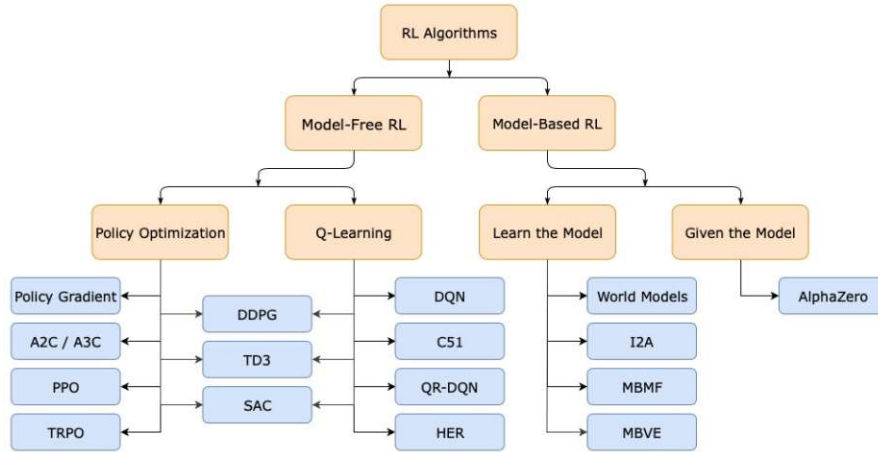 RL Algorithms
Model-Free RL
Model-Based RL
Policy Optimization
Q-Learning
Learn the Model
Given the Model
Policy Gradient
DDPG
DQN
World Models
AlphaZero
A2C / A3C
TD3
C51
I2A
PPO
SAC
QR-DQN
MBMF
TRPO
HER
MBVE